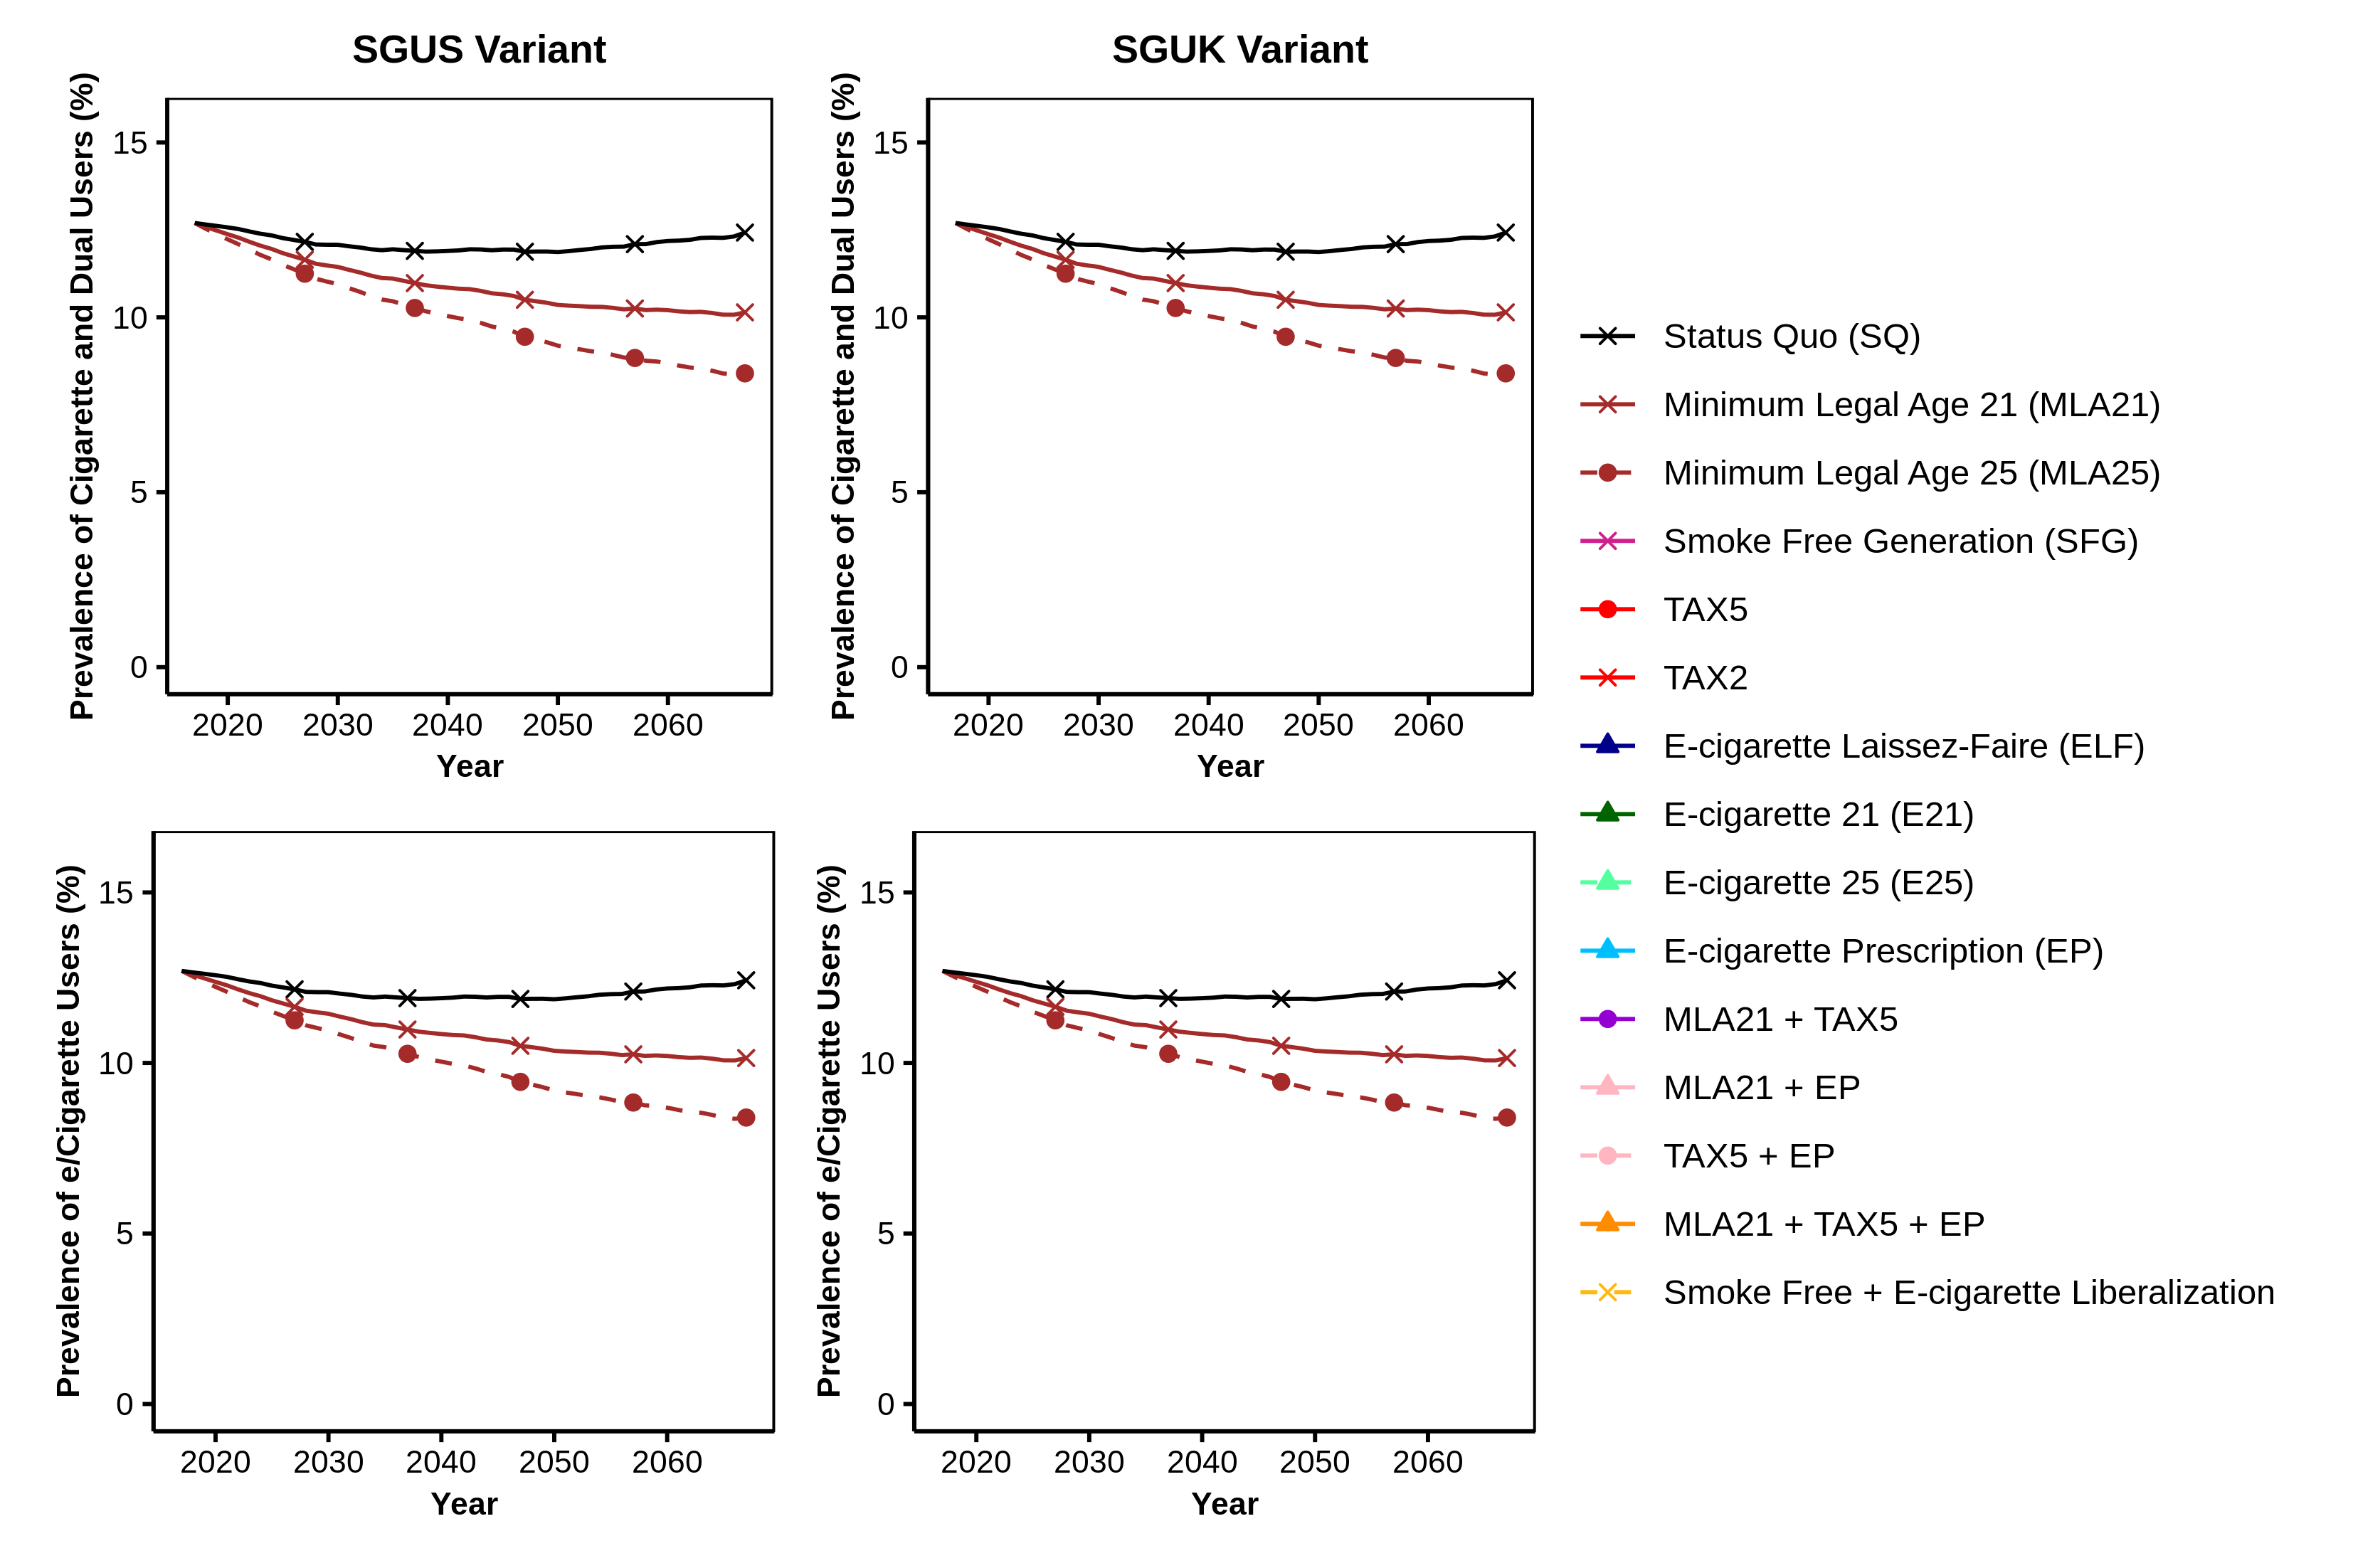 SGUS Variant
SGUK Variant
Prevalence of Cigarette and Dual Users (%)
15
10
5
0
2020 2030 2040 2050 2060
Year
Prevalence of Cigarette and Dual Users (%)
15
10
5
0
2020 2030 2040 2050 2060
Year
Prevalence of e/Cigarette Users (%)
15
10
5
0
2020 2030 2040 2050 2060
Year
Prevalence of e/Cigarette Users (%)
15
10
5
0
2020 2030 2040 2050 2060
Year
Status Quo (SQ)
Minimum Legal Age 21 (MLA21)
Minimum Legal Age 25 (MLA25)
Smoke Free Generation (SFG)
TAX5
TAX2
E-cigarette Laissez-Faire (ELF)
E-cigarette 21 (E21)
E-cigarette 25 (E25)
E-cigarette Prescription (EP)
MLA21 + TAX5
MLA21 + EP
TAX5 + EP
MLA21 + TAX5 + EP
Smoke Free + E-cigarette Liberalization